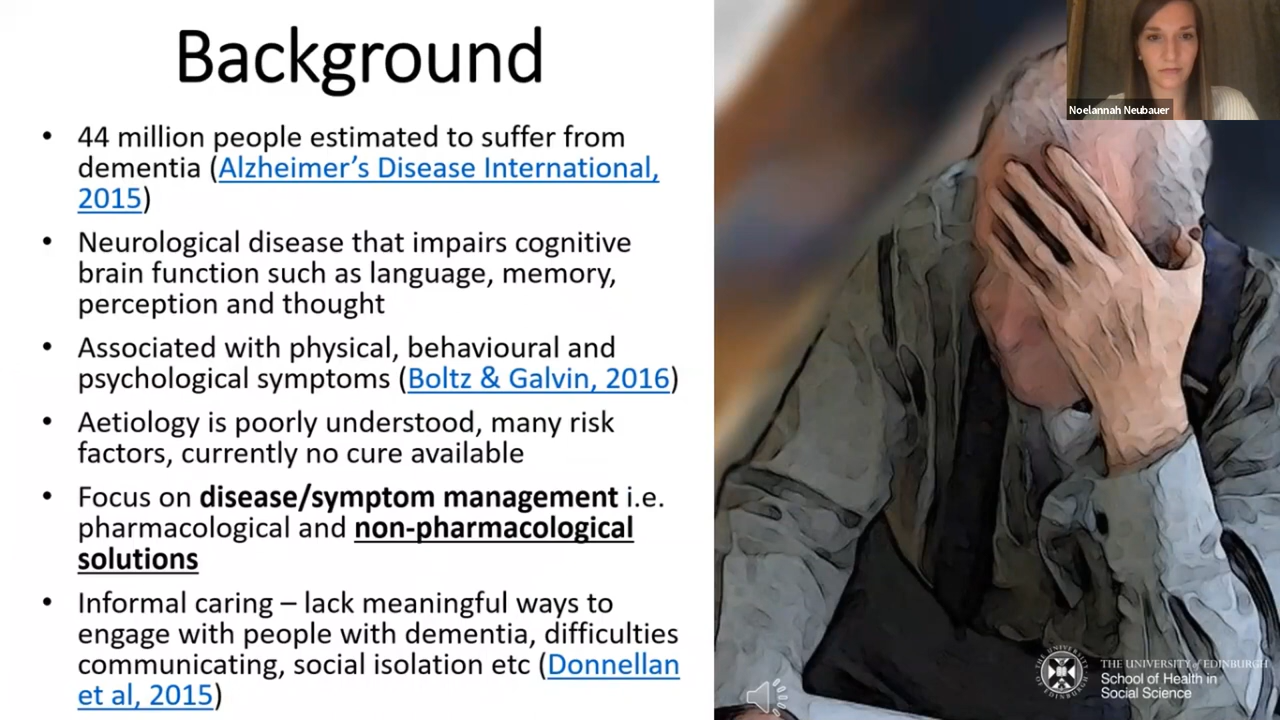 Background
• 44 million people estimated to suffer from
dementia (Alzheimer's Disease International,
2015)
• Neurological disease that impairs cognitive
brain function such as language, memory,
perception and thought
• Associated with physical, behavioural and
psychological symptoms (Boltz & Galvin, 2016)
• Aetiology is poorly understood, many risk
factors, currently no cure available
• Focus on disease/symptom management i.e.
pharmacological and non-pharmacological
solutions
• Informal caring – lack meaningful ways to
engage with people with dementia, difficulties
communicating, social isolation etc (Donnellan
et al, 2015)
Noelannah Neubauer
THE UNIVERSITY of EDINBURGH
School of Health in
Social Science
THE UNIVERSITY OF EDINBURGH